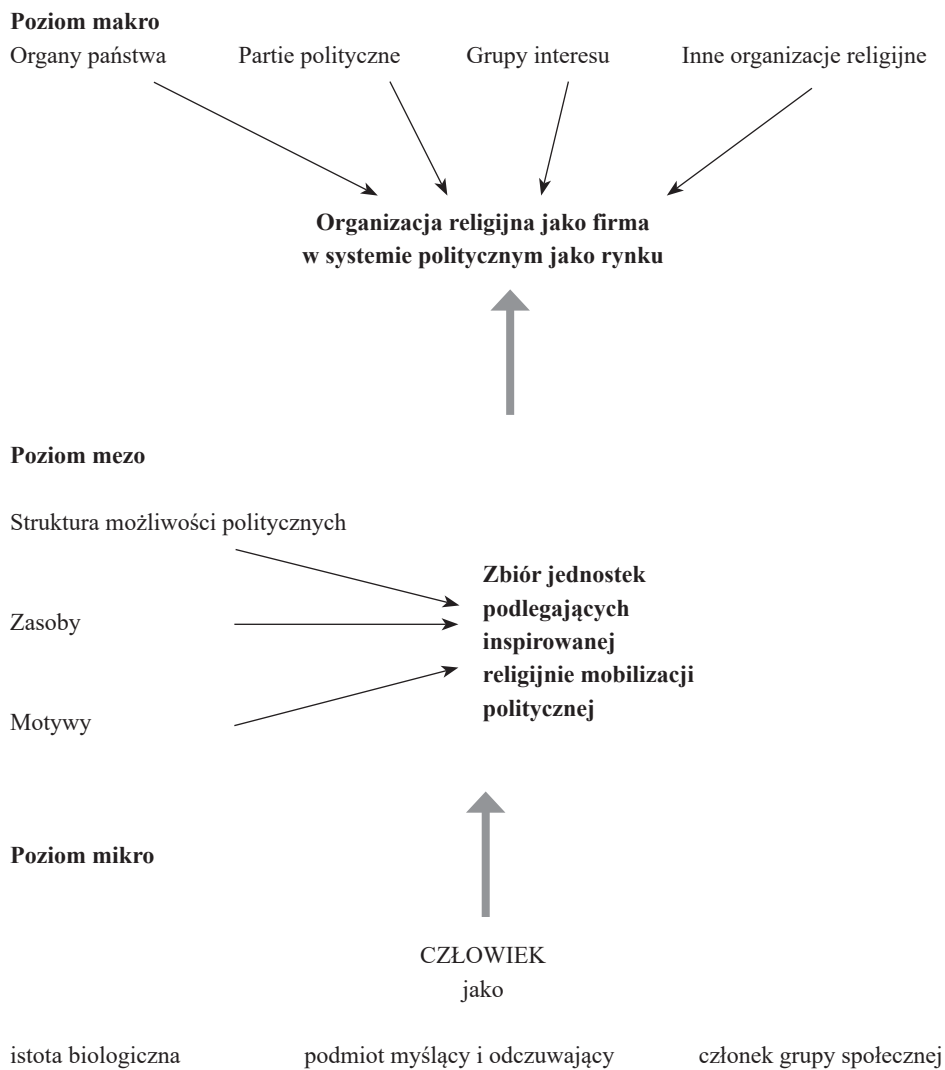 Poziom makro
Organy państwa Partie polityczne Grupy interesu Inne organizacje religijne
Organizacja religijna jako firma
w systemie politycznym jako rynku
Poziom mezo
Struktura możliwości politycznych
Zbiór jednostek
podlegających
Zasoby
inspirowanej
religijnie mobilizacji
politycznej
Motywy
Poziom mikro
CZŁOWIEK
jako
istota biologiczna podmiot myślący i odczuwający członek grupy społecznej